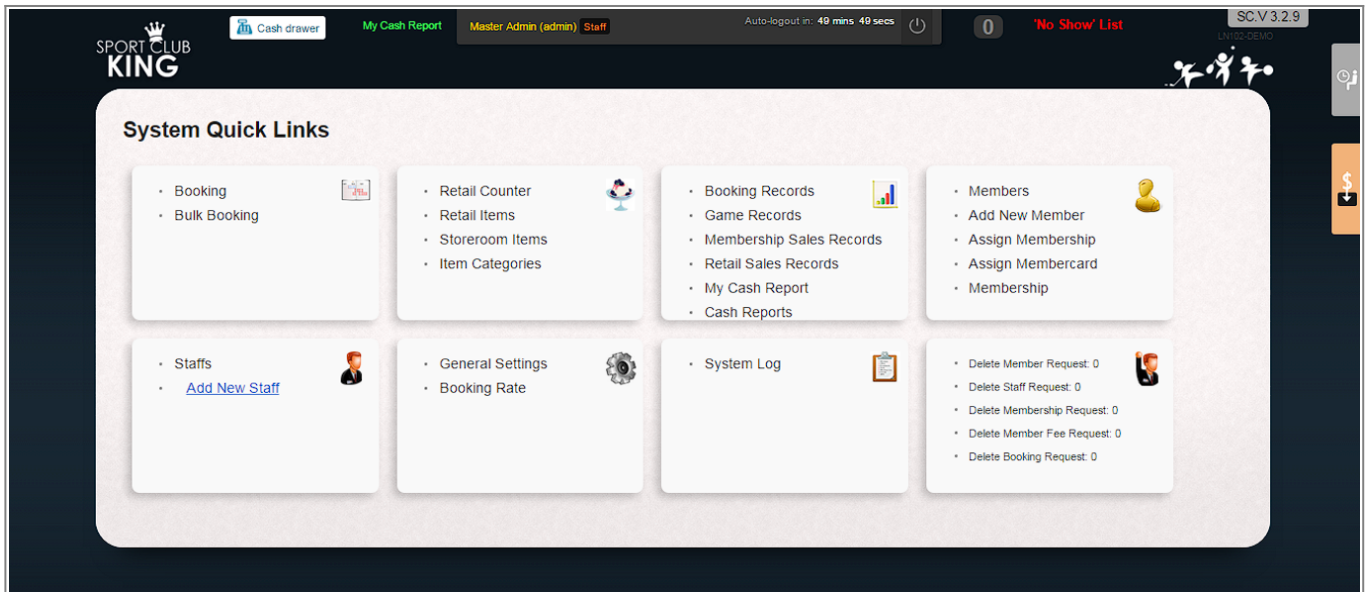 SPORT CLUB
KING
Cash drawer
My Cash Report
Master Admin (admin) Staff
Auto-logout in: 49 mins 49 secs
0
'No Show' List
SC.V 3.2.9
LN102-DEMO
System Quick Links
Booking
Bulk Booking
Retail Counter
Retail Items
Storeroom Items
Item Categories
Booking Records
Game Records
Membership Sales Records
Retail Sales Records
My Cash Report
Cash Reports
Members
Add New Member
Assign Membership
Assign Membercard
Membership
Staffs
Add New Staff
General Settings
Booking Rate
System Log
Delete Member Request: 0
Delete Staff Request: 0
Delete Membership Request: 0
Delete Member Fee Request: 0
Delete Booking Request: 0
$